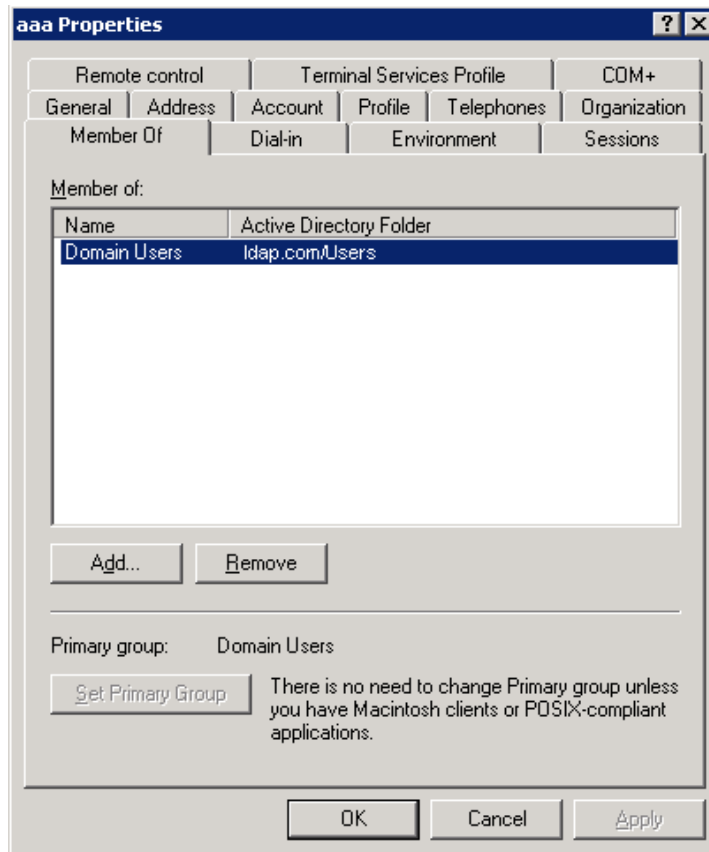 aaa Properties
Remote control Terminal Services Profile COM+
General Address Account Profile Telephones Organization
Member Of Dial-in Environment Sessions
Member of:
Name Active Directory Folder
Domain Users ldap.com/Users
Add... Remove
Primary group: Domain Users
Set Primary Group
There is no need to change Primary group unless
you have Macintosh clients or POSIX-compliant
applications.
OK Cancel Apply